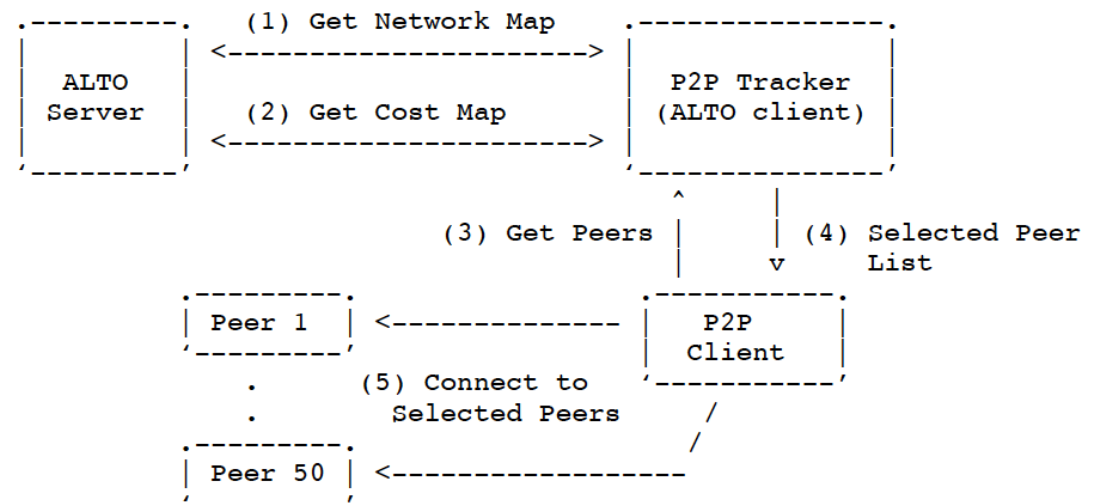 (1) Get Network Map
ALTO
Server
P2P Tracker
(ALTO client)
(2) Get Cost Map
(3) Get Peers
(4) Selected Peer
List
Peer 1
P2P
Client
(5) Connect to
Selected Peers
Peer 50